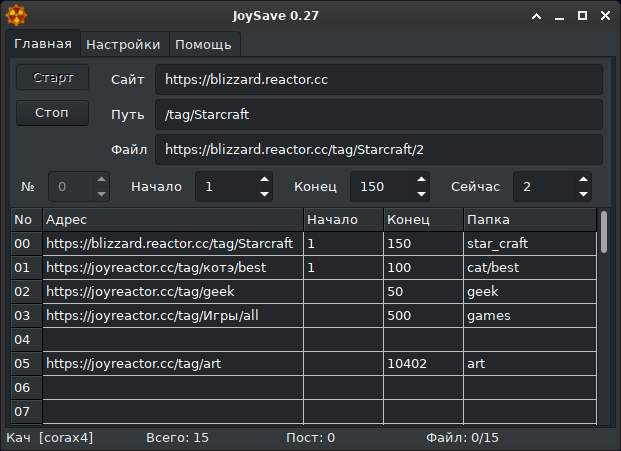 JoySave 0.27
Главная Настройки Помощь
Старт Сайт https://blizzard.reactor.cc
Стоп Путь /tag/Starcraft
Файл https://blizzard.reactor.cc/tag/Starcraft/2
№ 0 Начало 1 Конец 150 Сейчас 2
No Адрес Начало Конец Папка
00 https://blizzard.reactor.cc/tag/Starcraft 1 150 star_craft
01 https://joyreactor.cc/tag/котэ/best 1 100 cat/best
02 https://joyreactor.cc/tag/geek 50 geek
03 https://joyreactor.cc/tag/Игры/all 500 games
04
05 https://joyreactor.cc/tag/art 10402 art
06
07
Кач [corax4] Всего: 15 Пост: 0 Файл: 0/15